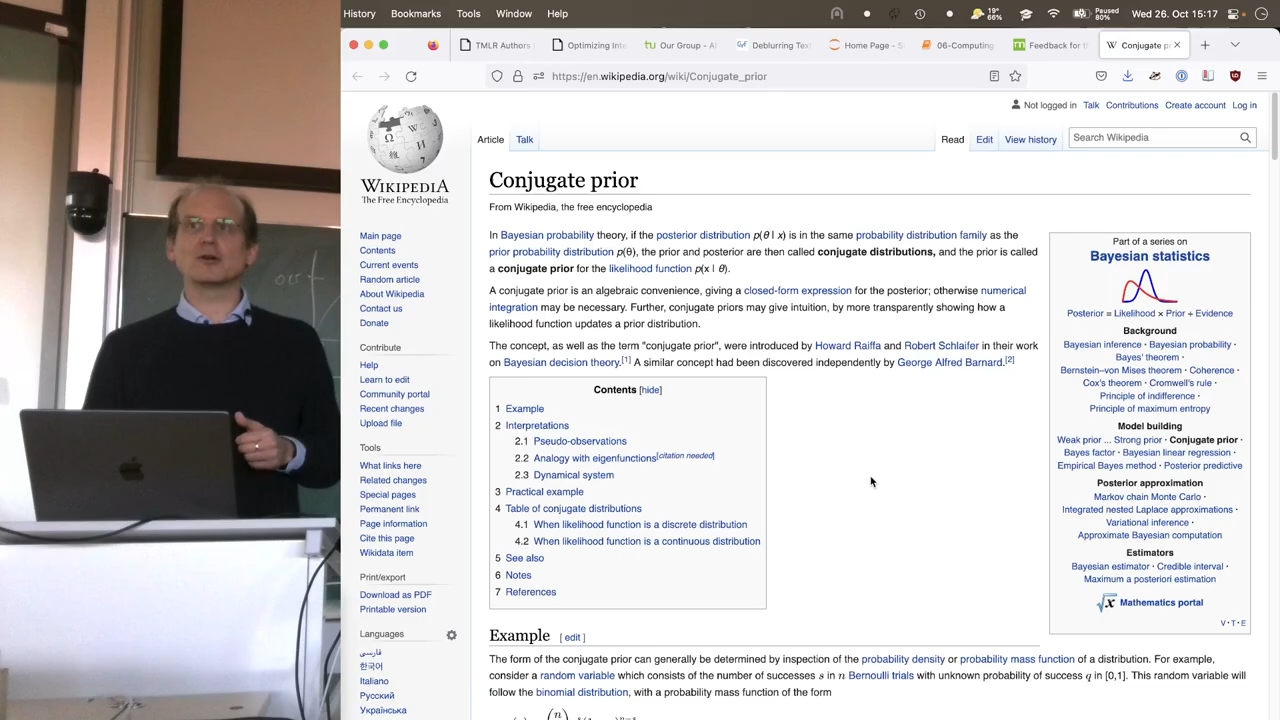 History Bookmarks Tools Window Help
19° 66% Paused 80% Wed 26. Oct 15:17
TMLR Authors
Optimizing Inte
Our Group - A
Deblurring Tex
Home Page - S
06-Computing
Feedback for t
Conjugate pr
https://en.wikipedia.org/wiki/Conjugate_prior
Not logged in Talk Contributions Create account Log in
Article Talk
Read Edit View history
Search Wikipedia
WIKIPEDIA
The Free Encyclopedia
Main page
Contents
Current events
Random article
About Wikipedia
Contact us
Donate
Contribute
Help
Learn to edit
Community portal
Recent changes
Upload file
Tools
What links here
Related changes
Special pages
Permanent link
Page information
Cite this page
Wikidata item
Print/export
Download as PDF
Printable version
Languages
فارسی
한국어
Italiano
Русский
Українська
Conjugate prior
From Wikipedia, the free encyclopedia
In Bayesian probability theory, if the posterior distribution p(θ | x) is in the same probability distribution family as the
prior probability distribution p(θ), the prior and posterior are then called conjugate distributions, and the prior is called
a conjugate prior for the likelihood function p(x | θ).
A conjugate prior is an algebraic convenience, giving a closed-form expression for the posterior; otherwise numerical
integration may be necessary. Further, conjugate priors may give intuition, by more transparently showing how a
likelihood function updates a prior distribution.
The concept, as well as the term "conjugate prior", were introduced by Howard Raiffa and Robert Schlaifer in their work
on Bayesian decision theory.[1] A similar concept had been discovered independently by George Alfred Barnard.[2]
Contents [hide]
1 Example
2 Interpretations
2.1 Pseudo-observations
2.2 Analogy with eigenfunctions[citation needed]
2.3 Dynamical system
3 Practical example
4 Table of conjugate distributions
4.1 When likelihood function is a discrete distribution
4.2 When likelihood function is a continuous distribution
5 See also
6 Notes
7 References
Example [ edit ]
The form of the conjugate prior can generally be determined by inspection of the probability density or probability mass function of a distribution. For example,
consider a random variable which consists of the number of successes s in n Bernoulli trials with unknown probability of success q in [0,1]. This random variable will
follow the binomial distribution, with a probability mass function of the form
Part of a series on
Bayesian statistics
Posterior = Likelihood × Prior ÷ Evidence
Background
Bayesian inference · Bayesian probability ·
Bayes' theorem ·
Bernstein–von Mises theorem · Coherence ·
Cox's theorem · Cromwell's rule ·
Principle of indifference ·
Principle of maximum entropy
Model building
Weak prior ... Strong prior · Conjugate prior ·
Bayes factor · Bayesian linear regression ·
Empirical Bayes method · Posterior predictive
Posterior approximation
Markov chain Monte Carlo ·
Integrated nested Laplace approximations ·
Variational inference ·
Approximate Bayesian computation
Estimators
Bayesian estimator · Credible interval ·
Maximum a posteriori estimation
Mathematics portal
V · T · E